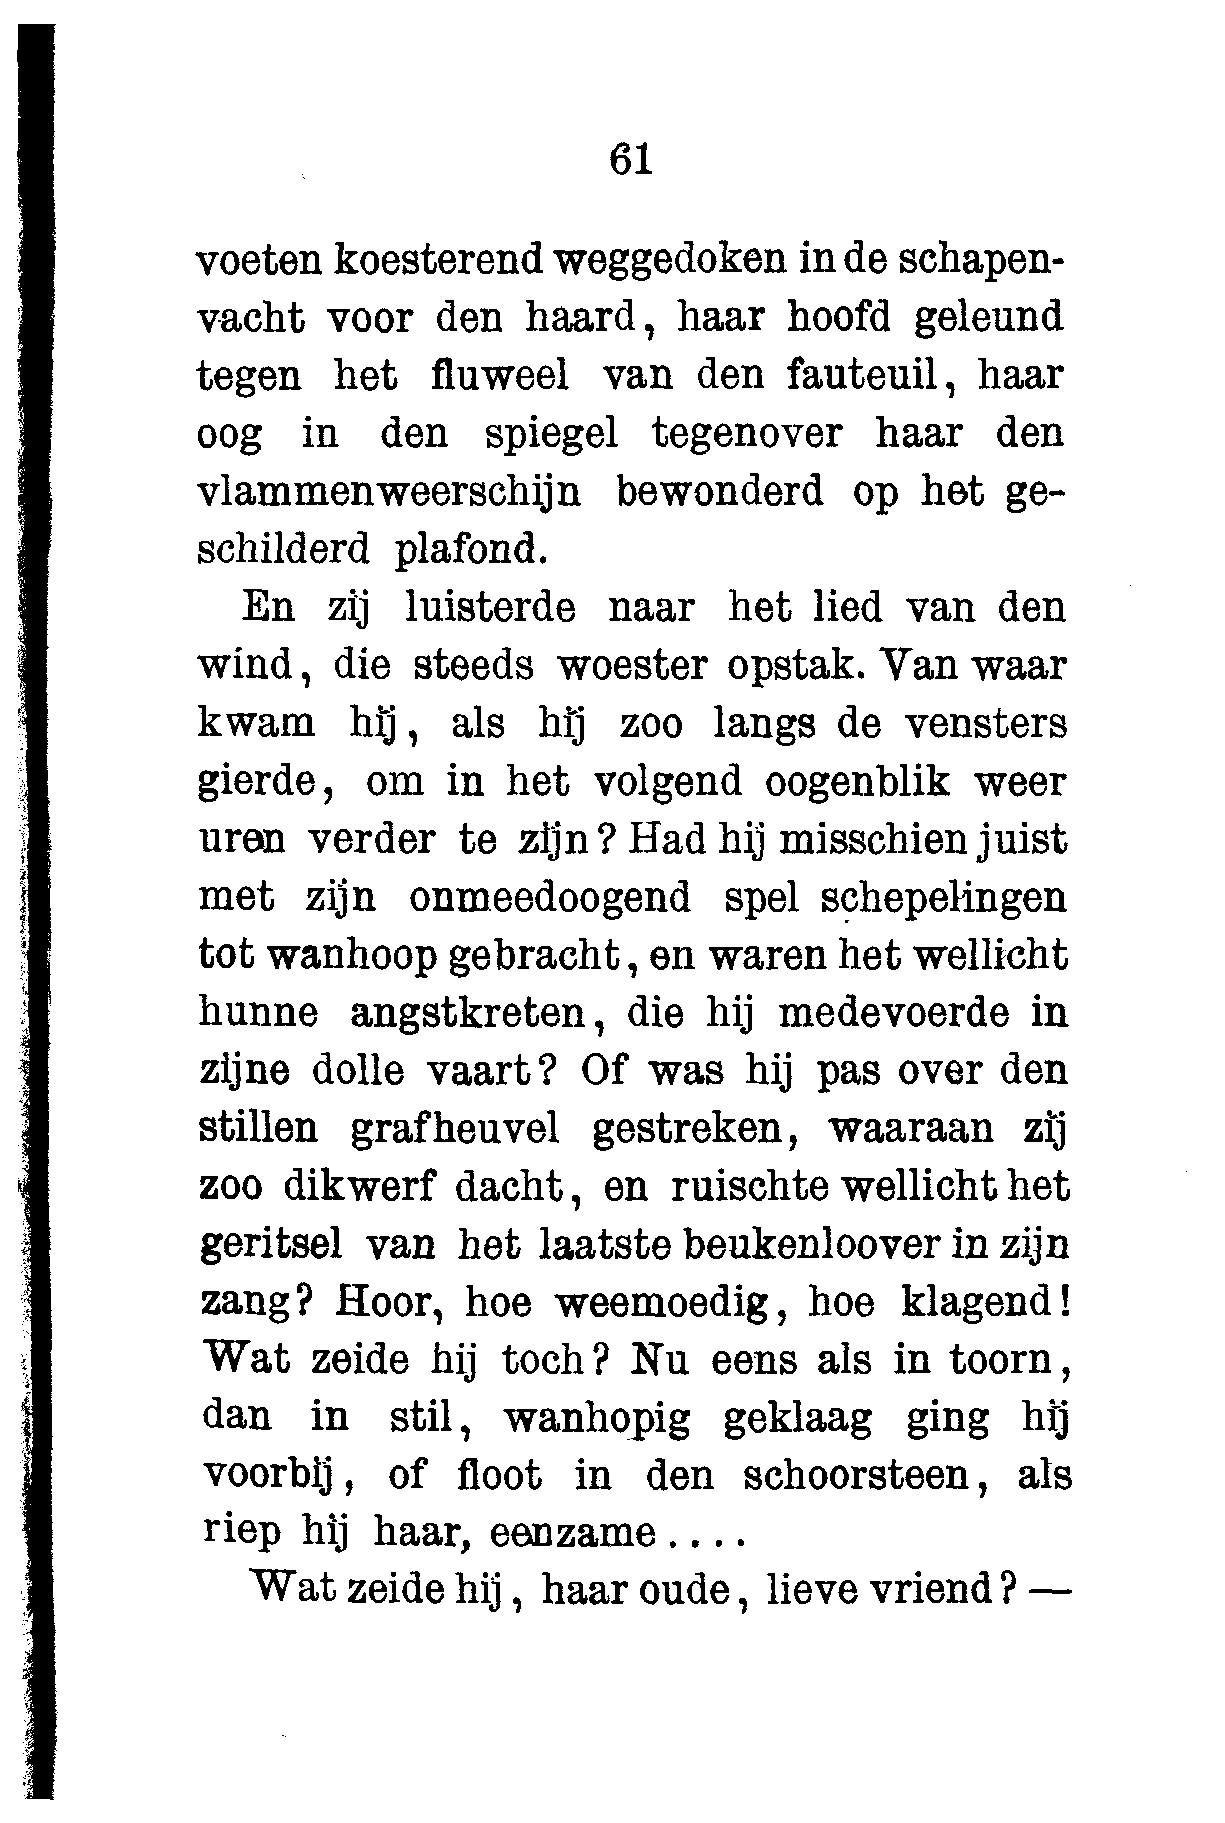 61
voeten koesterend weggedoken in de schapen-
vacht voor den haard, haar hoofd geleund
tegen het fluweel van den fauteuil, haar
oog in den spiegel tegenover haar den
vlammenweerschijn bewonderd op het ge-
schilderd plafond.
En zij luisterde naar het lied van den
wind, die steeds woester opstak. Van waar
kwam hij, als hij zoo langs de vensters
gierde, om in het volgend oogenblik weer
uren verder te zijn? Had hij misschien juist
met zijn onmeedoogend spel schepelingen
tot wanhoop gebracht, en waren het wellicht
hunne angstkreten, die hij medevoerde in
zijne dolle vaart? Of was hij pas over den
stillen grafheuvel gestreken, waaraan zij
zoo dikwerf dacht, en ruischte wellicht het
geritsel van het laatste beukenloover in zijn
zang? Hoor, hoe weemoedig, hoe klagend!
Wat zeide hij toch? Nu eens als in toorn,
dan in stil, wanhopig geklaag ging hij
voorbij, of floot in den schoorsteen, als
riep hij haar, eenzame....
Wat zeide hij, haar oude, lieve vriend? —